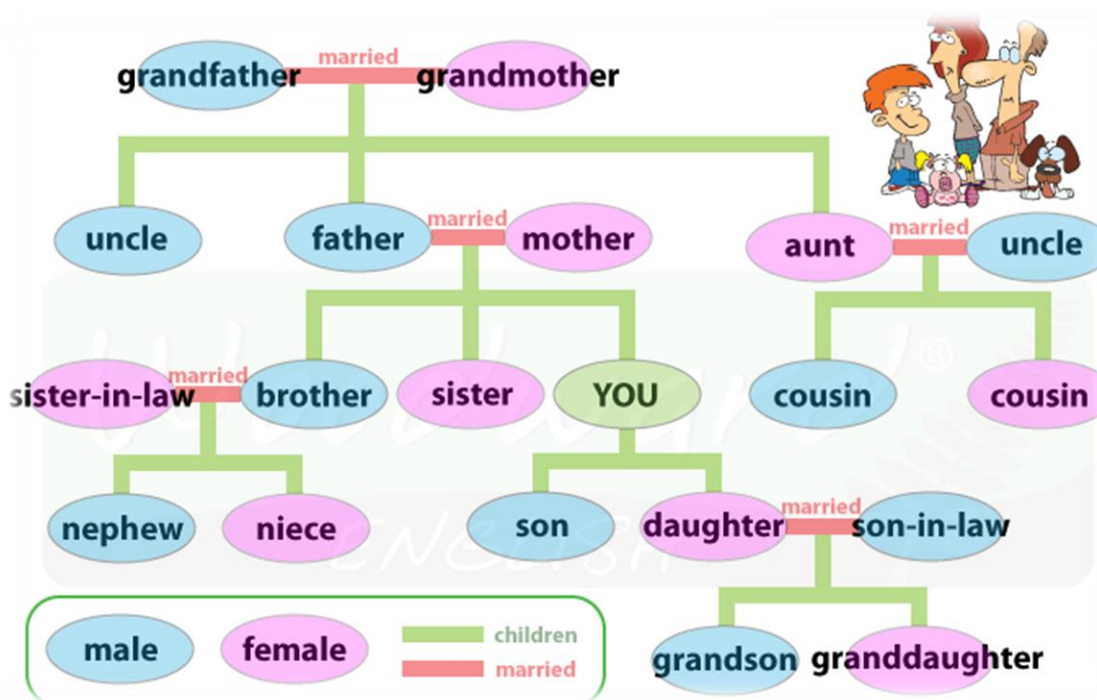 married
grandfather grandmother
uncle father married mother aunt married uncle
sister-in-law married brother sister YOU cousin cousin
nephew niece son daughter married son-in-law
ENGLISH
male female children
married
grandson granddaughter